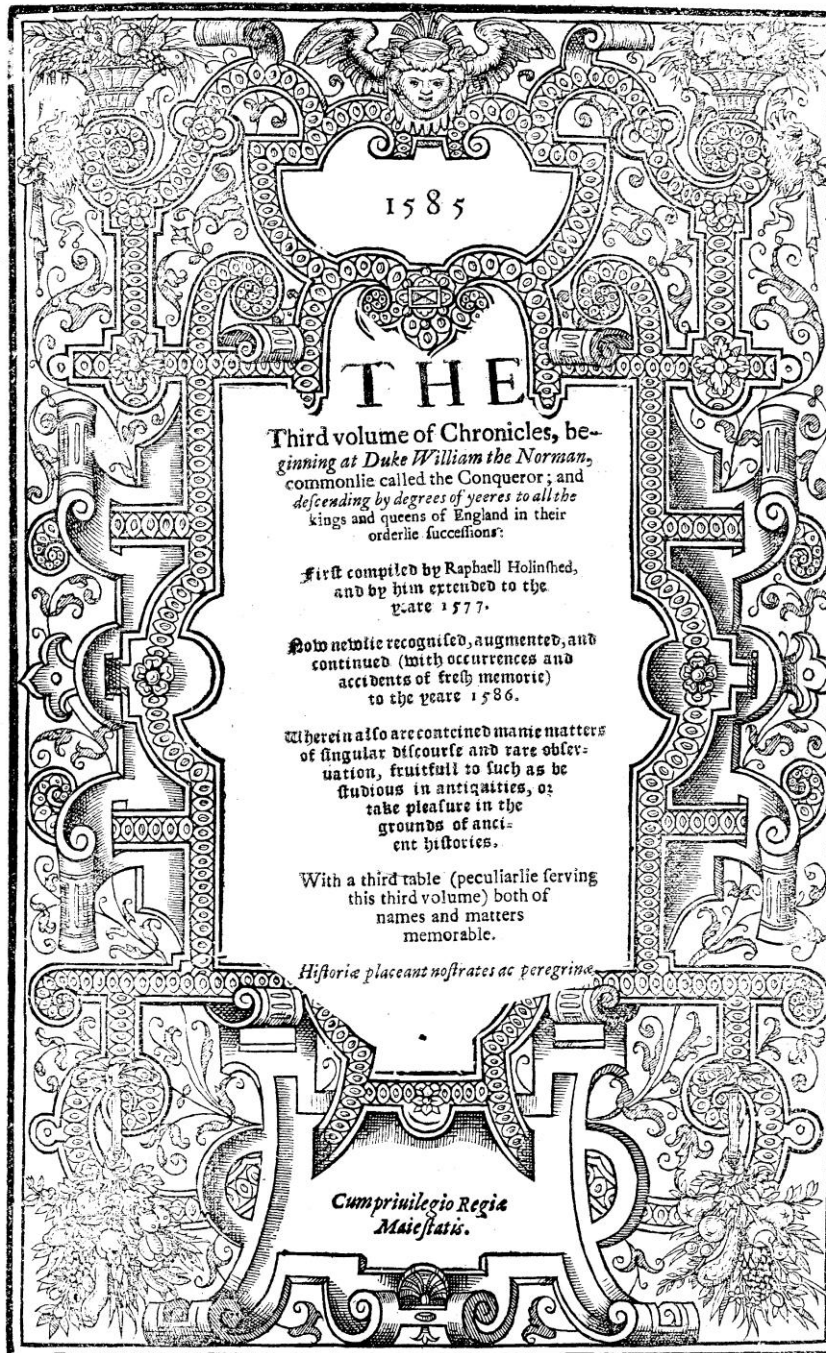 1585
THE
Third volume of Chronicles, be-
ginning at Duke William the Norman,
commonlie called the Conqueror; and
deſcending by degrees of yeeres to all the
kings and queens of England in their
orderlie ſucceſſions:
Firſt compiled by Raphaell Holinſhed,
and by him extended to the
yeare 1577.
Now newlie recogniſed, augmented, and
continued (with occurrences and
accidents of freſh memorie)
to the yeare 1586.
Wherein alſo are conteined manie matters
of ſingular diſcourſe and rare obſer-
uation, fruitfull to ſuch as be
ſtudious in antiquities, or
take pleaſure in the
grounds of anci-
ent hiſtories.
With a third table (peculiarlie ſerving
this third volume) both of
names and matters
memorable.
Hiſtoriæ placeant noſtrates ac peregrinæ.
Cum priuilegio Regiæ
Maieſtatis.